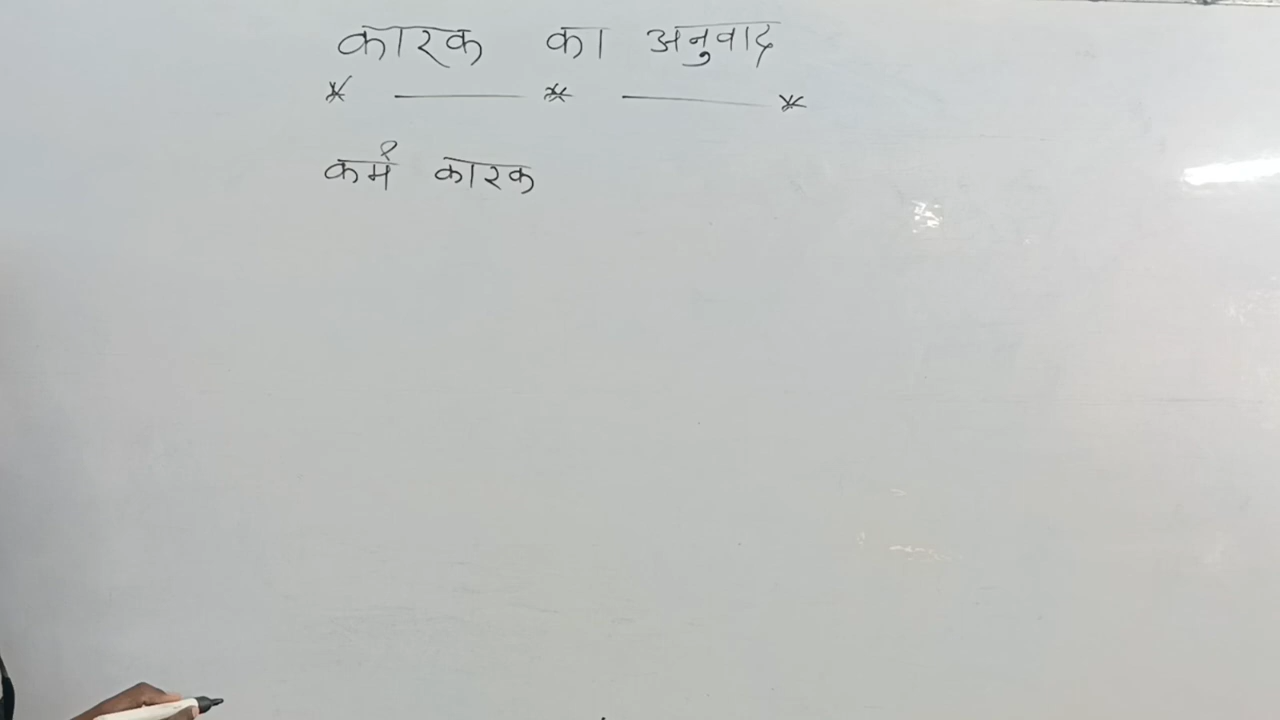 कारक का अनुवाद
* —— * —— *
कर्म कारक